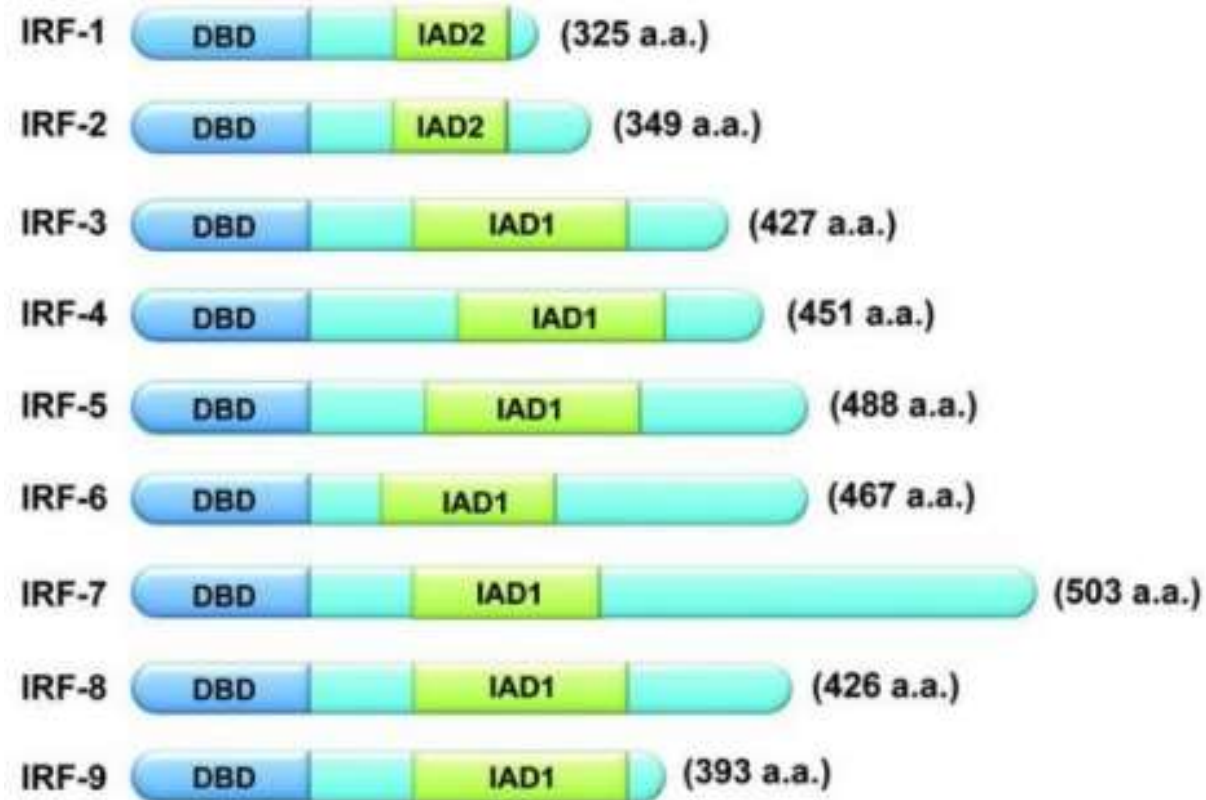 IRF-1 DBD IAD2 (325 a.a.)
IRF-2 DBD IAD2 (349 a.a.)
IRF-3 DBD IAD1 (427 a.a.)
IRF-4 DBD IAD1 (451 a.a.)
IRF-5 DBD IAD1 (488 a.a.)
IRF-6 DBD IAD1 (467 a.a.)
IRF-7 DBD IAD1 (503 a.a.)
IRF-8 DBD IAD1 (426 a.a.)
IRF-9 DBD IAD1 (393 a.a.)